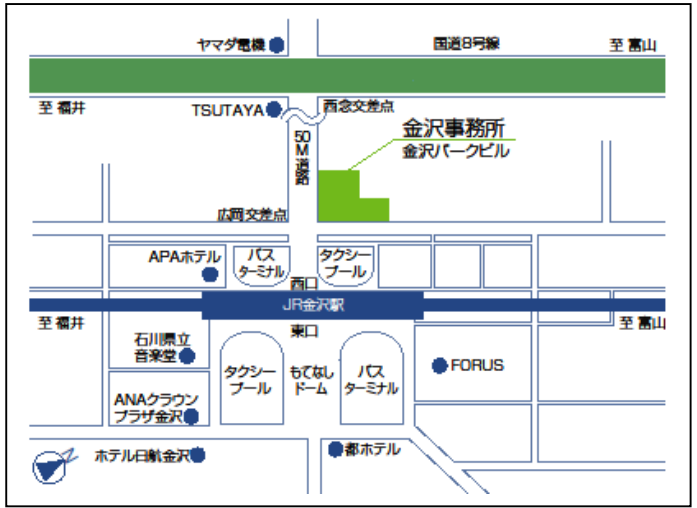 ヤマダ電機
国道8号線
至 富山
至 福井
TSUTAYA
西念交差点
50M道路
金沢事務所
金沢パークビル
広岡交差点
APAホテル
バス
ターミナル
タクシー
プール
西口
JR金沢駅
至 福井
東口
至 富山
石川県立
音楽堂
タクシー
プール
もてなし
ドーム
バス
ターミナル
FORUS
ANAクラウン
プラザ金沢
ホテル日航金沢
都ホテル